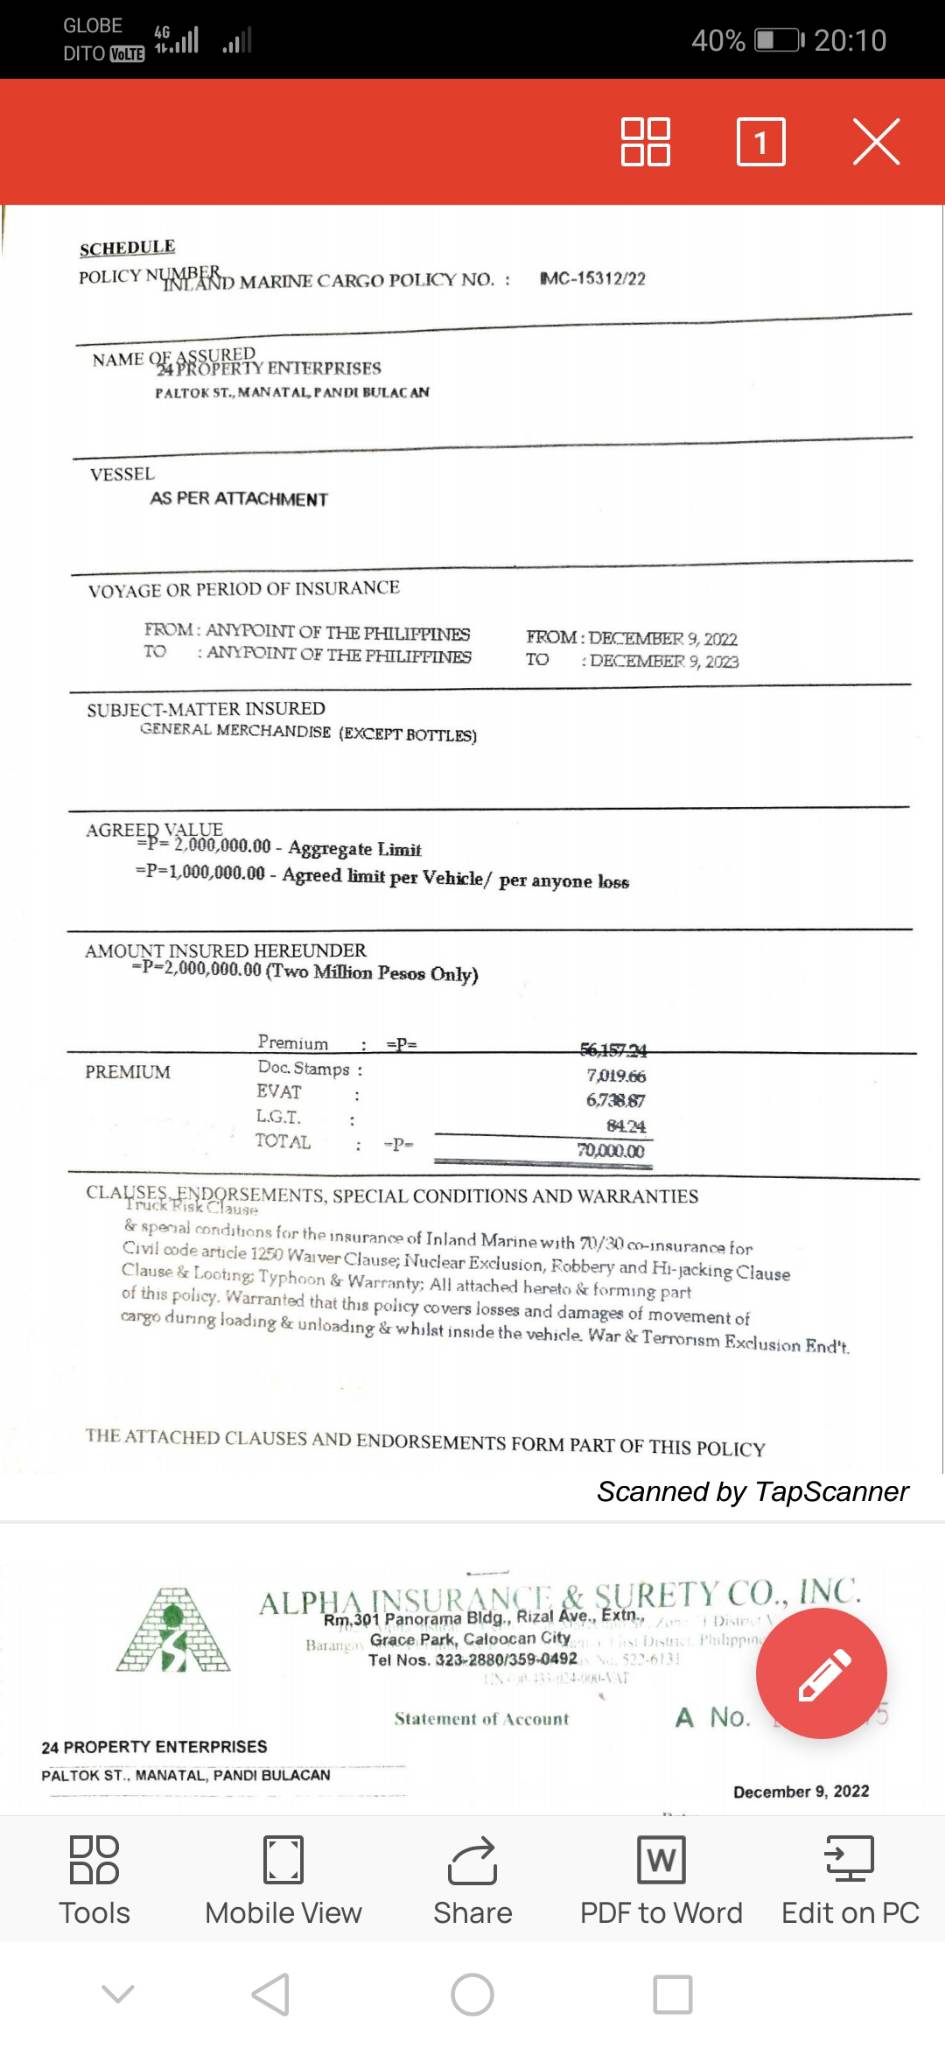 GLOBE
DITO VoLTE 4G
40% 20:10
1
SCHEDULE
POLICY NUMBER
INLAND MARINE CARGO POLICY NO. : IMC-15312/22
NAME OF ASSURED
24 PROPERTY ENTERPRISES
PALTOK ST., MANATAL, PANDI BULACAN
VESSEL
AS PER ATTACHMENT
VOYAGE OR PERIOD OF INSURANCE
FROM : ANYPOINT OF THE PHILIPPINES FROM : DECEMBER 9, 2022
TO : ANYPOINT OF THE PHILIPPINES TO : DECEMBER 9, 2023
SUBJECT-MATTER INSURED
GENERAL MERCHANDISE (EXCEPT BOTTLES)
AGREED VALUE
=P= 2,000,000.00 - Aggregate Limit
=P=1,000,000.00 - Agreed limit per Vehicle/ per anyone loss
AMOUNT INSURED HEREUNDER
=P=2,000,000.00 (Two Million Pesos Only)
Premium : =P= 56,157.24
PREMIUM Doc. Stamps : 7,019.66
EVAT : 6,738.87
L.G.T. : 84.24
TOTAL : =P= 70,000.00
CLAUSES, ENDORSEMENTS, SPECIAL CONDITIONS AND WARRANTIES
Truck Risk Clause
& special conditions for the insurance of Inland Marine with 70/30 co-insurance for
Civil code article 1250 Waiver Clause; Nuclear Exclusion, Robbery and Hi-jacking Clause
Clause & Looting; Typhoon & Warranty; All attached hereto & forming part
of this policy. Warranted that this policy covers losses and damages of movement of
cargo during loading & unloading & whilst inside the vehicle. War & Terrorism Exclusion End't.
THE ATTACHED CLAUSES AND ENDORSEMENTS FORM PART OF THIS POLICY
Scanned by TapScanner
ALPHA INSURANCE & SURETY CO., INC.
Rm.301 Panorama Bldg., Rizal Ave., Extn.,
Grace Park, Caloocan City
Tel Nos. 323-2880/359-0492
522-6131
Statement of Account A No.
24 PROPERTY ENTERPRISES
PALTOK ST., MANATAL, PANDI BULACAN
December 9, 2022
Tools Mobile View Share PDF to Word Edit on PC